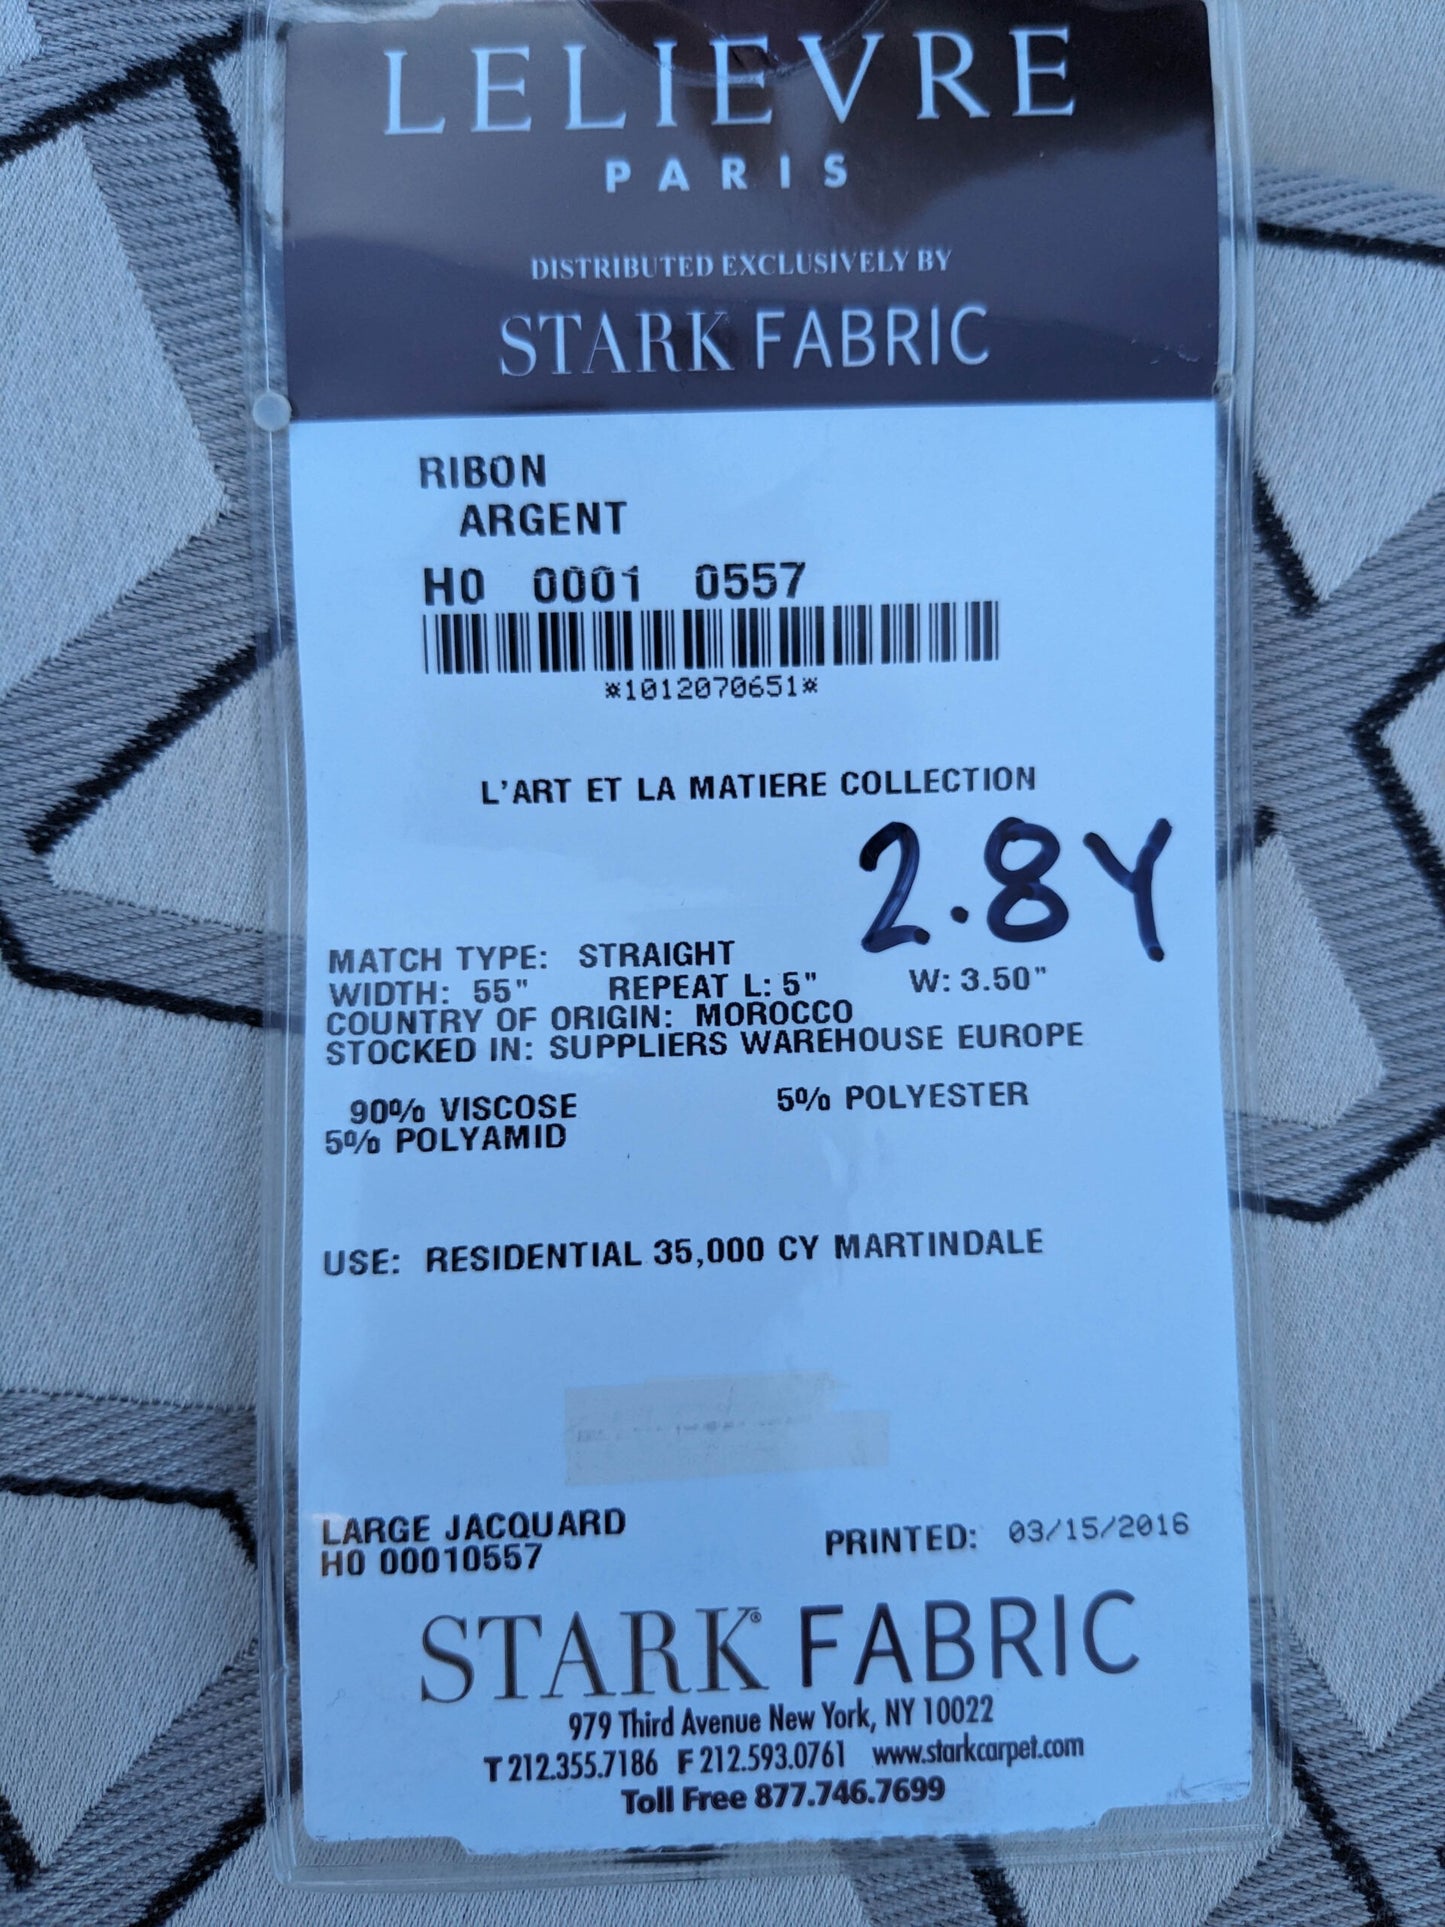 LELIEVRE
PARIS
DISTRIBUTED EXCLUSIVELY BY
STARK FABRIC
RIBON
ARGENT
H0 0001 0557
*1012070651*
L'ART ET LA MATIERE COLLECTION
2.8Y
MATCH TYPE: STRAIGHT
WIDTH: 55" REPEAT L: 5" W: 3.50"
COUNTRY OF ORIGIN: MOROCCO
STOCKED IN: SUPPLIERS WAREHOUSE EUROPE
90% VISCOSE 5% POLYESTER
5% POLYAMID
USE: RESIDENTIAL 35,000 CY MARTINDALE
LARGE JACQUARD
H0 00010557
PRINTED: 03/15/2016
STARK® FABRIC
979 Third Avenue New York, NY 10022
T 212.355.7186 F 212.593.0761 www.starkcarpet.com
Toll Free 877.746.7699